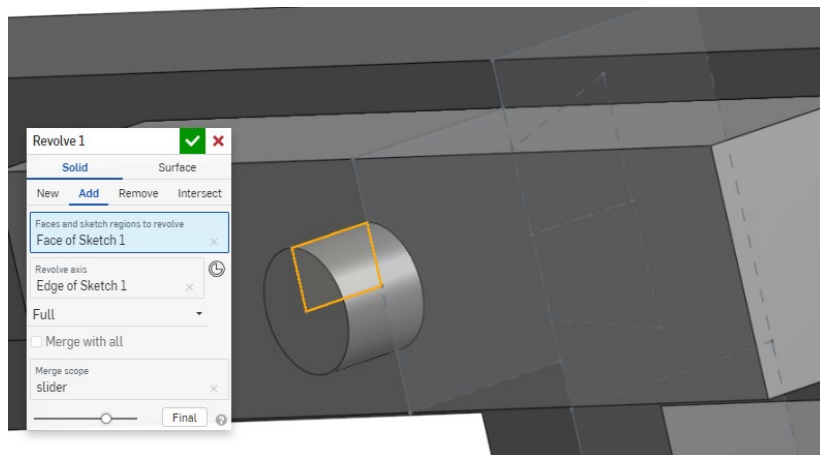 Revolve 1
Solid Surface
New Add Remove Intersect
Faces and sketch regions to revolve
Face of Sketch 1
Revolve axis
Edge of Sketch 1
Full
Merge with all
Merge scope
slider
Final